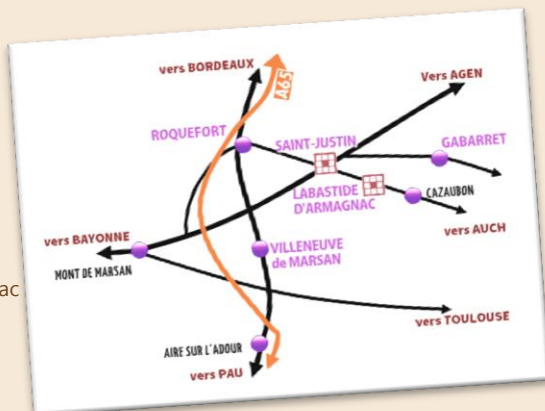 vers BORDEAUX
A65
Vers AGEN
ROQUEFORT
SAINT-JUSTIN
GABARRET
LABASTIDE
D'ARMAGNAC
CAZAUBON
vers AUCH
vers BAYONNE
MONT DE MARSAN
VILLENEUVE
de MARSAN
ac
vers TOULOUSE
AIRE SUR L'ADOUR
vers PAU